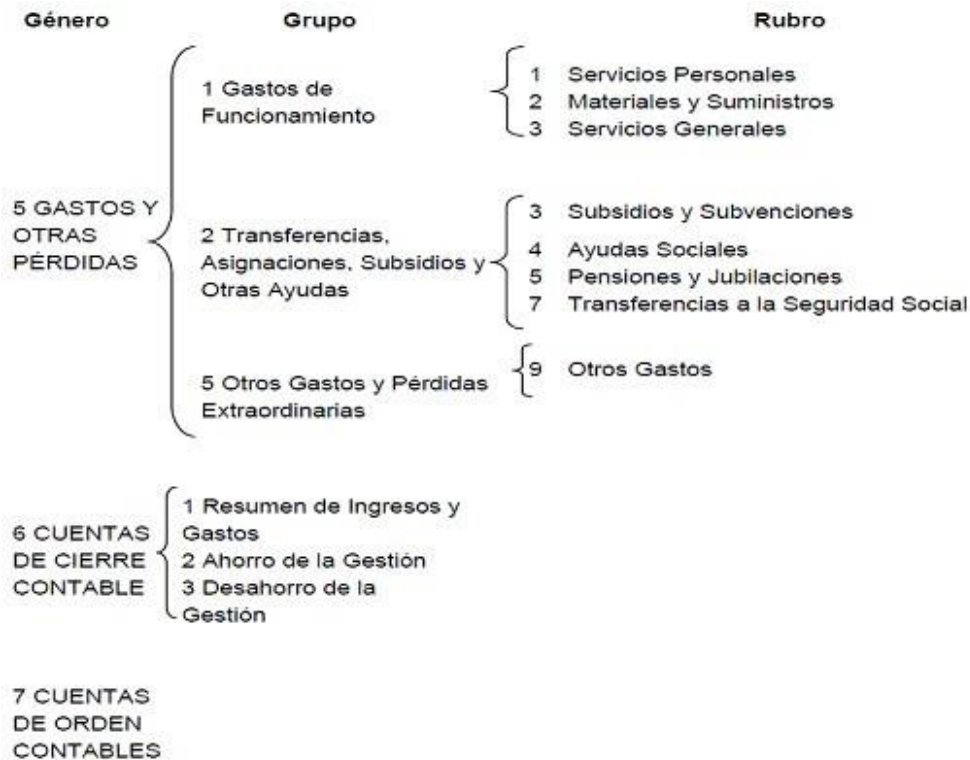 Género Grupo Rubro
1 Gastos de
Funcionamiento
1 Servicios Personales
2 Materiales y Suministros
3 Servicios Generales
5 GASTOS Y
OTRAS
PÉRDIDAS
2 Transferencias,
Asignaciones, Subsidios y
Otras Ayudas
3 Subsidios y Subvenciones
4 Ayudas Sociales
5 Pensiones y Jubilaciones
7 Transferencias a la Seguridad Social
5 Otros Gastos y Pérdidas
Extraordinarias
9 Otros Gastos
6 CUENTAS
DE CIERRE
CONTABLE
1 Resumen de Ingresos y
Gastos
2 Ahorro de la Gestión
3 Desahorro de la
Gestión
7 CUENTAS
DE ORDEN
CONTABLES